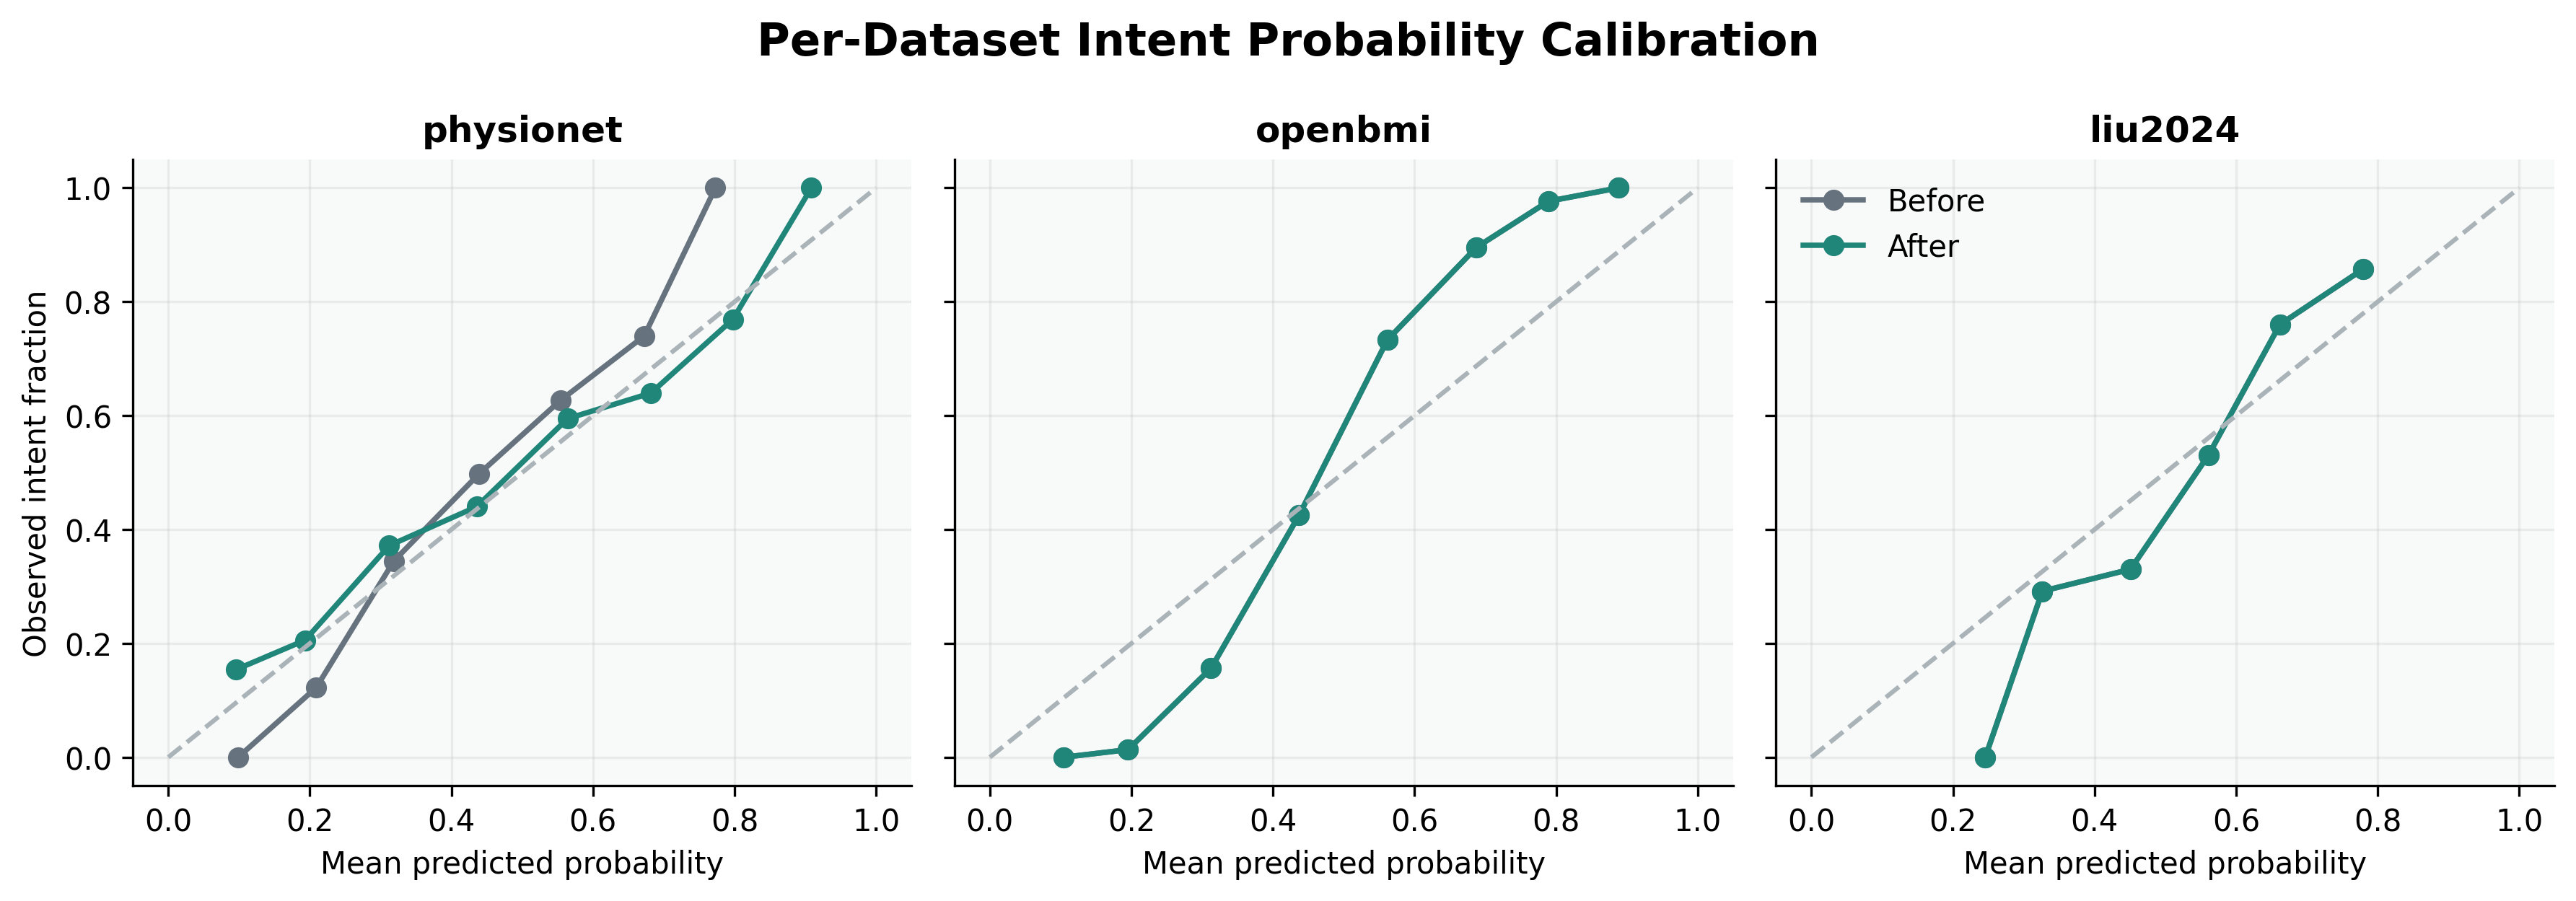 Per-Dataset Intent Probability Calibration
physionet
openbmi
liu2024
Observed intent fraction
1.0
0.8
0.6
0.4
0.2
0.0
Before
After
0.0 0.2 0.4 0.6 0.8 1.0
0.0 0.2 0.4 0.6 0.8 1.0
0.0 0.2 0.4 0.6 0.8 1.0
Mean predicted probability
Mean predicted probability
Mean predicted probability